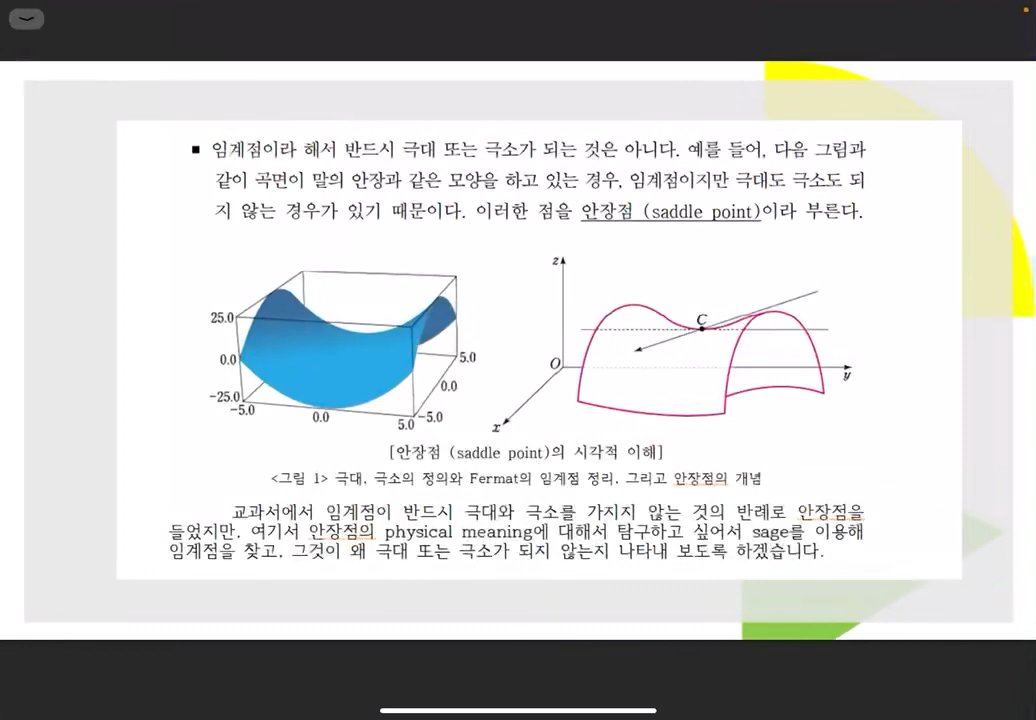 ▪ 임계점이라 해서 반드시 극대 또는 극소가 되는 것은 아니다. 예를 들어, 다음 그림과
같이 곡면이 말의 안장과 같은 모양을 하고 있는 경우, 임계점이지만 극대도 극소도 되
지 않는 경우가 있기 때문이다. 이러한 점을 안장점 (saddle point)이라 부른다.
25.0
0.0
-25.0
-5.0
0.0
5.0
-5.0
0.0
5.0
z
C
O
y
x
[안장점 (saddle point)의 시각적 이해]
<그림 1> 극대, 극소의 정의와 Fermat의 임계점 정리, 그리고 안장점의 개념
교과서에서 임계점이 반드시 극대와 극소를 가지지 않는 것의 반례로 안장점을
들었지만, 여기서 안장점의 physical meaning에 대해서 탐구하고 싶어서 sage를 이용해
임계점을 찾고, 그것이 왜 극대 또는 극소가 되지 않는지 나타내 보도록 하겠습니다.